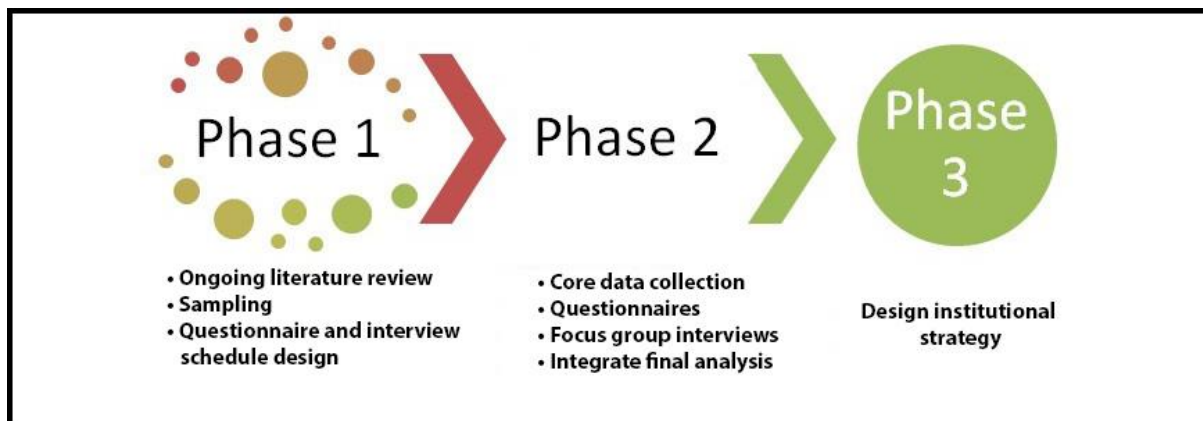 Phase 1
• Ongoing literature review
• Sampling
• Questionnaire and interview
schedule design
Phase 2
• Core data collection
• Questionnaires
• Focus group interviews
• Integrate final analysis
Phase
3
Design institutional
strategy